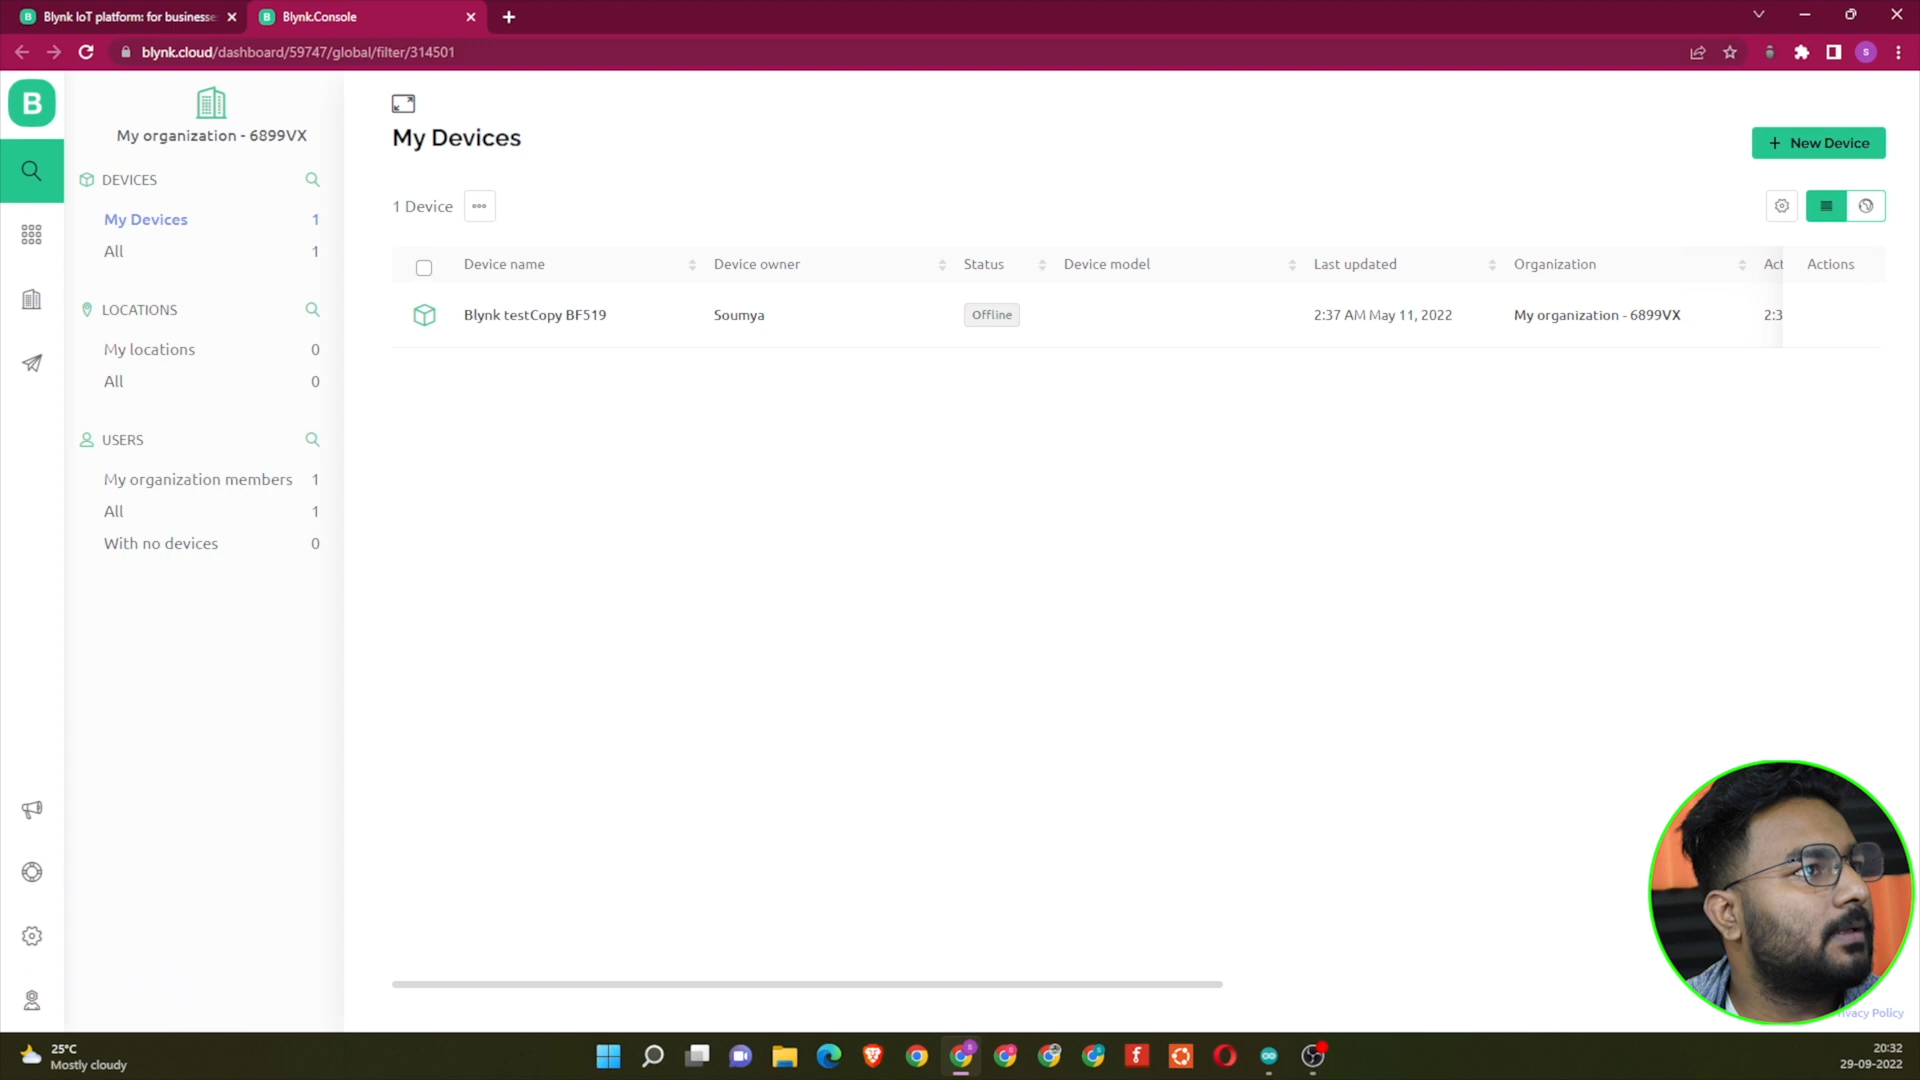 Blynk IoT platform: for businesse
Blynk.Console
blynk.cloud/dashboard/59747/global/filter/314501
S
B
My organization - 6899VX
DEVICES
My Devices 1
All 1
LOCATIONS
My locations 0
All 0
USERS
My organization members 1
All 1
With no devices 0
My Devices
+ New Device
1 Device
Device name Device owner Status Device model Last updated Organization Act Actions
Blynk testCopy BF519 Soumya Offline 2:37 AM May 11, 2022 My organization - 6899VX 2:3
ivacy Policy
25°C
Mostly cloudy
20:32
29-09-2022